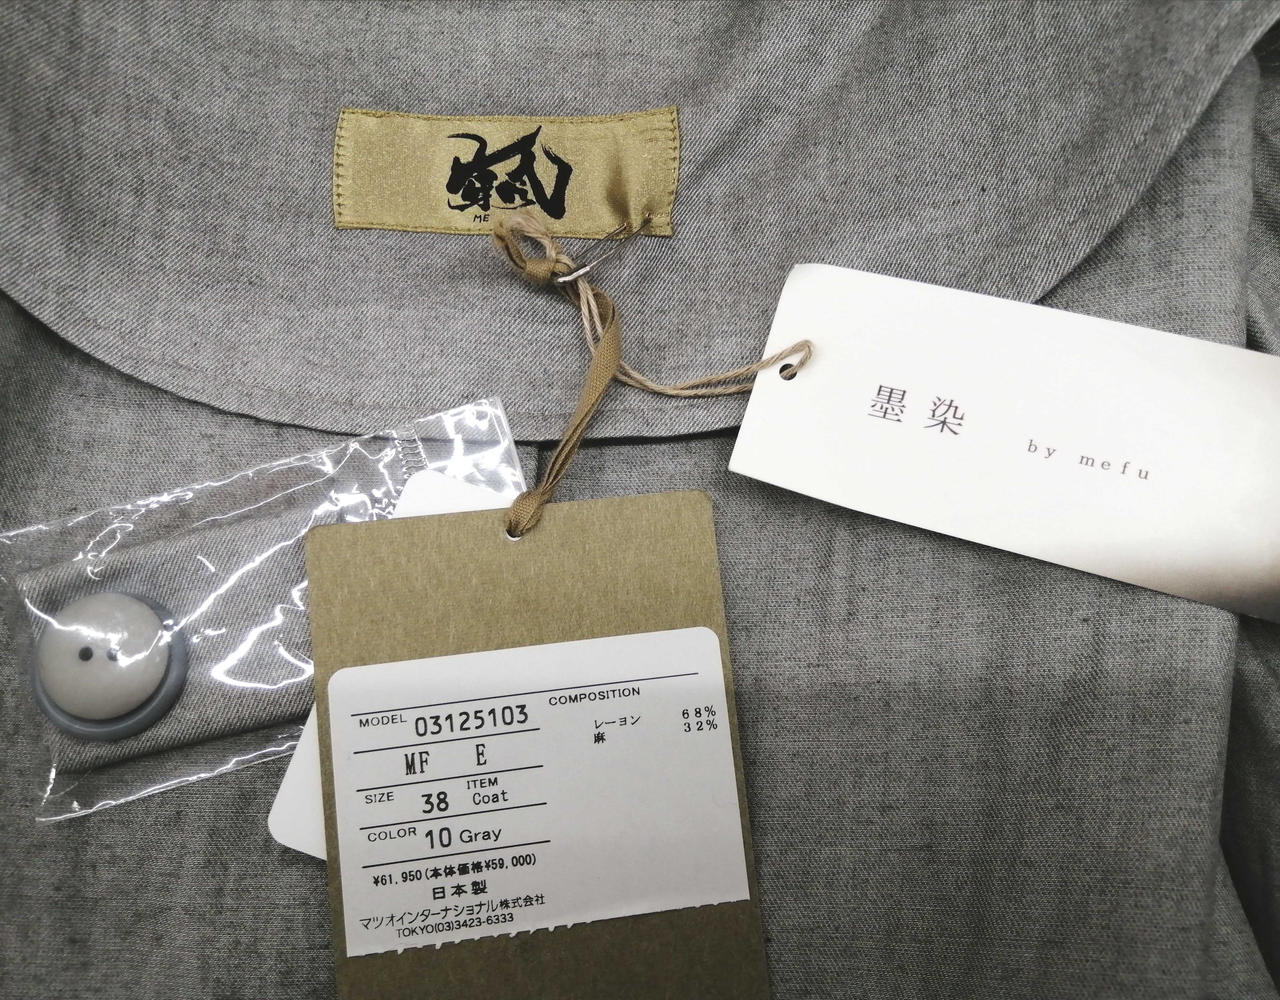 ME
墨染 by mefu
MODEL 03125103
MF E
SIZE 38 ITEM Coat
COLOR 10 Gray
¥61,950(本体価格¥59,000)
日本製
マツオインターナショナル株式会社
TOKYO(03)3423-6333
COMPOSITION
レーヨン 68%
麻 32%